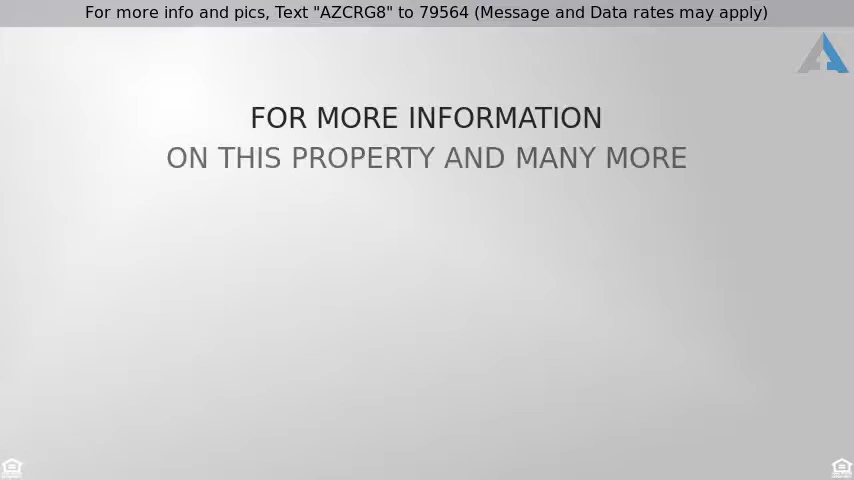 For more info and pics, Text "AZCRG8" to 79564 (Message and Data rates may apply)
FOR MORE INFORMATION
ON THIS PROPERTY AND MANY MORE